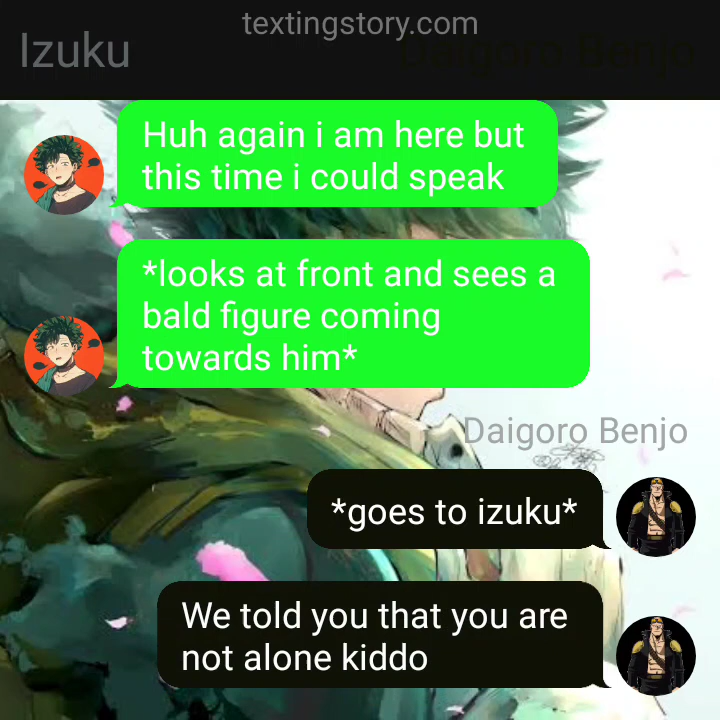 textingstory.com
Izuku
Daigoro Benjo
Huh again i am here but
this time i could speak
*looks at front and sees a
bald figure coming
towards him*
Daigoro Benjo
*goes to izuku*
We told you that you are
not alone kiddo